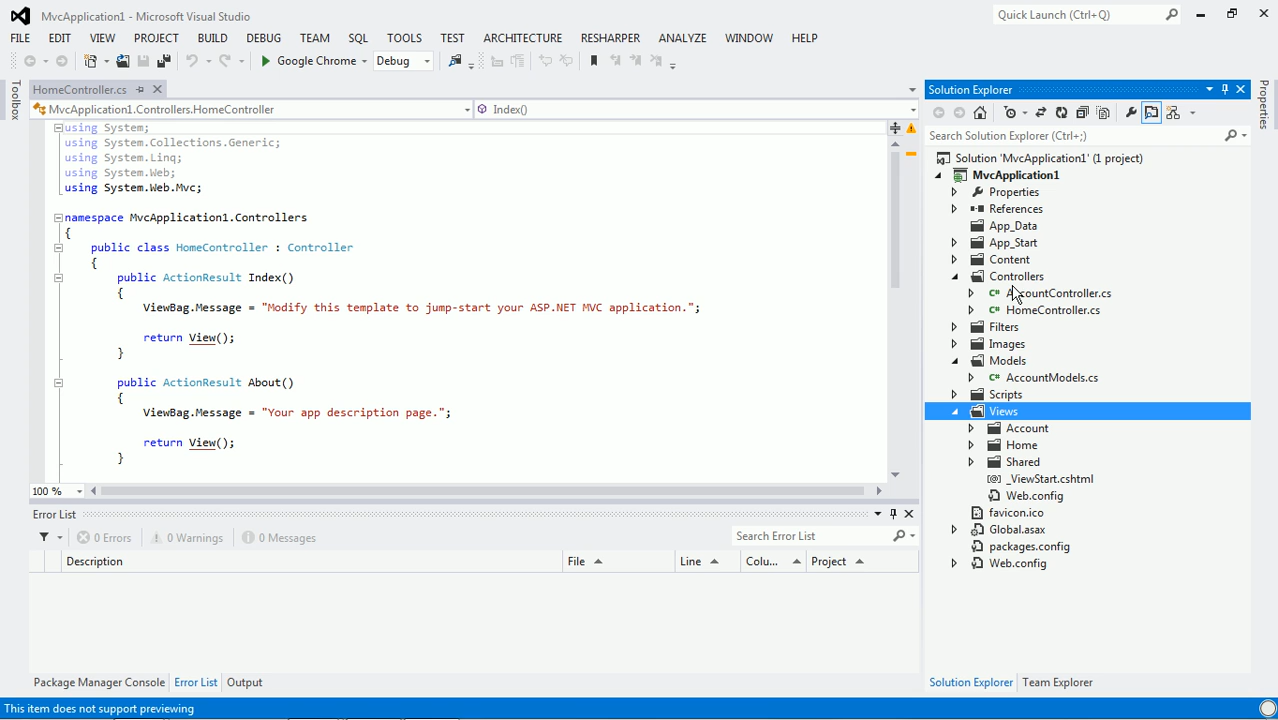 MvcApplication1 - Microsoft Visual Studio
Quick Launch (Ctrl+Q)
FILE EDIT VIEW PROJECT BUILD DEBUG TEAM SQL TOOLS TEST ARCHITECTURE RESHARPER ANALYZE WINDOW HELP
Google Chrome Debug
Toolbox
HomeController.cs
MvcApplication1.Controllers.HomeController
Index()
using System;
using System.Collections.Generic;
using System.Linq;
using System.Web;
using System.Web.Mvc;
namespace MvcApplication1.Controllers
{
public class HomeController : Controller
{
public ActionResult Index()
{
ViewBag.Message = "Modify this template to jump-start your ASP.NET MVC application.";
return View();
}
public ActionResult About()
{
ViewBag.Message = "Your app description page.";
return View();
}
100 %
Error List
0 Errors 0 Warnings 0 Messages
Search Error List
Description File Line Colu... Project
Package Manager Console Error List Output
Solution Explorer
Search Solution Explorer (Ctrl+;)
Solution 'MvcApplication1' (1 project)
MvcApplication1
Properties
References
App_Data
App_Start
Content
Controllers
AccountController.cs
HomeController.cs
Filters
Images
Models
AccountModels.cs
Scripts
Views
Account
Home
Shared
_ViewStart.cshtml
Web.config
favicon.ico
Global.asax
packages.config
Web.config
Solution Explorer Team Explorer
Properties
This item does not support previewing